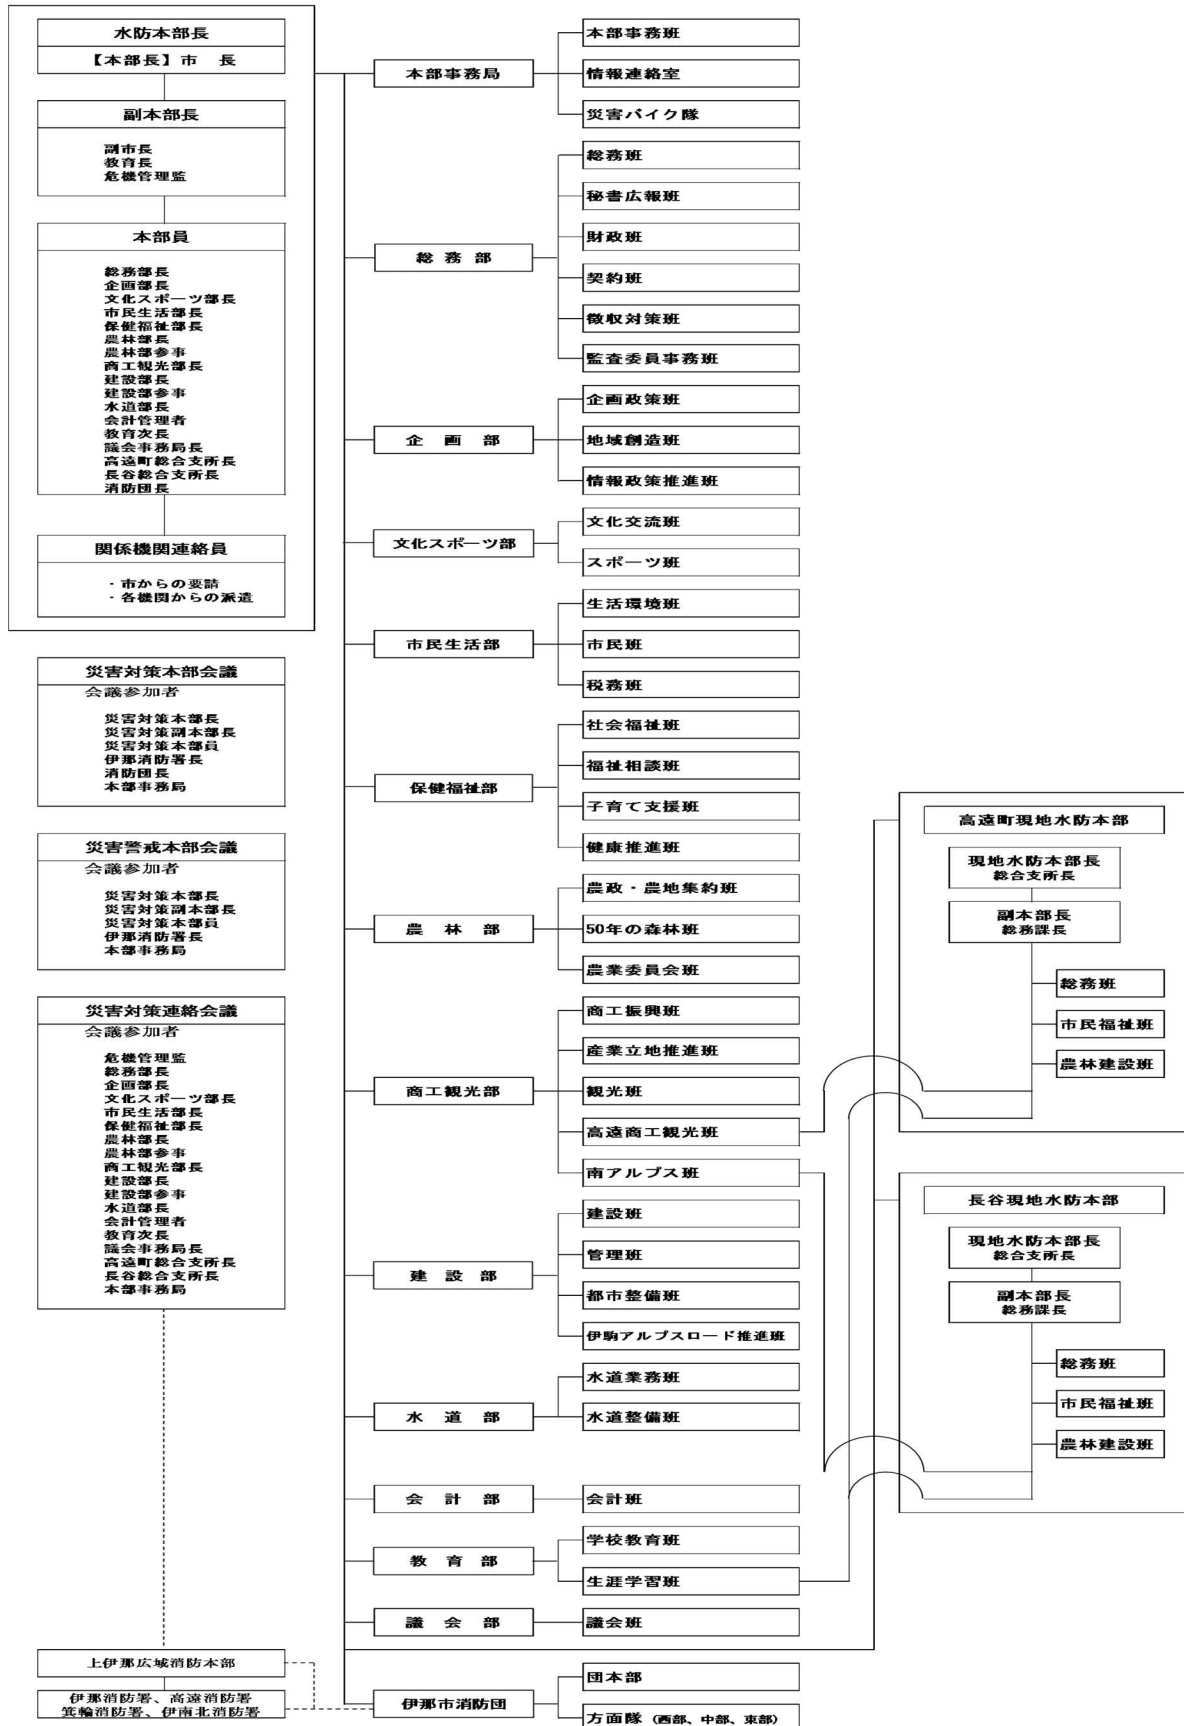 水防本部長
【本部長】市　長
副本部長
副市長
教育長
危機管理監
本部員
総務部長
企画部長
文化スポーツ部長
市民生活部長
保健福祉部長
農林部長
農林部参事
商工観光部長
建設部長
建設部参事
水道部長
会計管理者
教育次長
議会事務局長
高遠町総合支所長
長谷総合支所長
消防団長
関係機関連絡員
・市からの要請
・各機関からの派遣
災害対策本部会議
会議参加者
災害対策本部長
災害対策副本部長
災害対策本部員
伊那消防署長
消防団長
本部事務局
災害警戒本部会議
会議参加者
災害対策本部長
災害対策副本部長
災害対策本部員
伊那消防署長
本部事務局
災害対策連絡会議
会議参加者
危機管理監
総務部長
企画部長
文化スポーツ部長
市民生活部長
保健福祉部長
農林部長
農林部参事
商工観光部長
建設部長
建設部参事
水道部長
会計管理者
教育次長
議会事務局長
高遠町総合支所長
長谷総合支所長
本部事務局
上伊那広域消防本部
伊那消防署、高遠消防署
箕輪消防署、伊南北消防署
本部事務局
本部事務班
情報連絡室
災害バイク隊
総　務　部
総務班
秘書広報班
財政班
契約班
徴収対策班
監査委員事務班
企　画　部
企画政策班
地域創造班
情報政策推進班
文化スポーツ部
文化交流班
スポーツ班
市民生活部
生活環境班
市民班
税務班
保健福祉部
社会福祉班
福祉相談班
子育て支援班
健康推進班
農　林　部
農政・農地集約班
50年の森林班
農業委員会班
商工観光部
商工振興班
産業立地推進班
観光班
高遠商工観光班
南アルプス班
建　設　部
建設班
管理班
都市整備班
伊駒アルプスロード推進班
水　道　部
水道業務班
水道整備班
会　計　部
会計班
教　育　部
学校教育班
生涯学習班
議　会　部
議会班
伊那市消防団
団本部
方面隊（西部、中部、東部）
高遠町現地水防本部
現地水防本部長
総合支所長
副本部長
総務課長
総務班
市民福祉班
農林建設班
長谷現地水防本部
現地水防本部長
総合支所長
副本部長
総務課長
総務班
市民福祉班
農林建設班